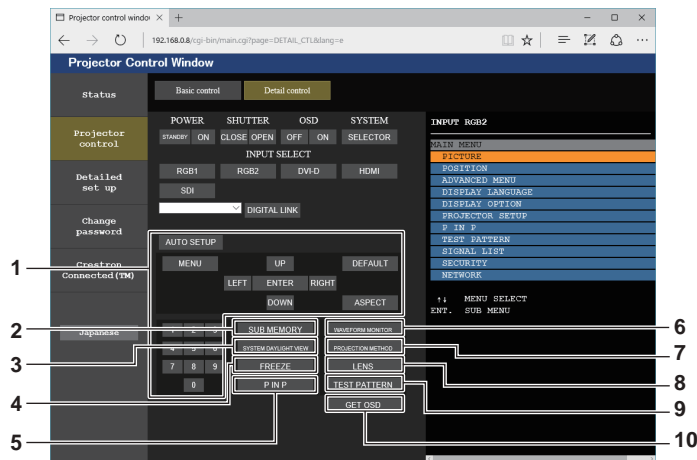 Projector control window
192.168.0.8/cgi-bin/main.cgi?page=DETAIL_CTL&lang=e
Projector Control Window
Status
Projector
control
Detailed
set up
Change
password
Crestron
Connected(TM)
Japanese
Basic control
Detail control
POWER SHUTTER OSD SYSTEM
STANDBY ON CLOSE OPEN OFF ON SELECTOR
INPUT SELECT
RGB1 RGB2 DVI-D HDMI
SDI
DIGITAL LINK
AUTO SETUP
MENU UP DEFAULT
LEFT ENTER RIGHT
DOWN ASPECT
1 2 3 SUB MEMORY WAVEFORM MONITOR
4 5 6 SYSTEM DAYLIGHT VIEW PROJECTION METHOD
7 8 9 FREEZE LENS
0 P IN P TEST PATTERN
GET OSD
INPUT RGB2
MAIN MENU
PICTURE
POSITION
ADVANCED MENU
DISPLAY LANGUAGE
DISPLAY OPTION
PROJECTOR SETUP
P IN P
TEST PATTERN
SIGNAL LIST
SECURITY
NETWORK
↑↓ MENU SELECT
ENT. SUB MENU
1
2
3
4
5
6
7
8
9
10